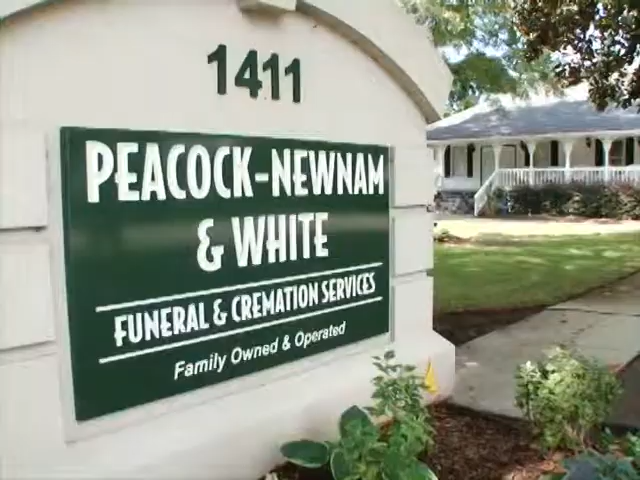 1411
PEACOCK-NEWNAM
& WHITE
FUNERAL & CREMATION SERVICES
Family Owned & Operated